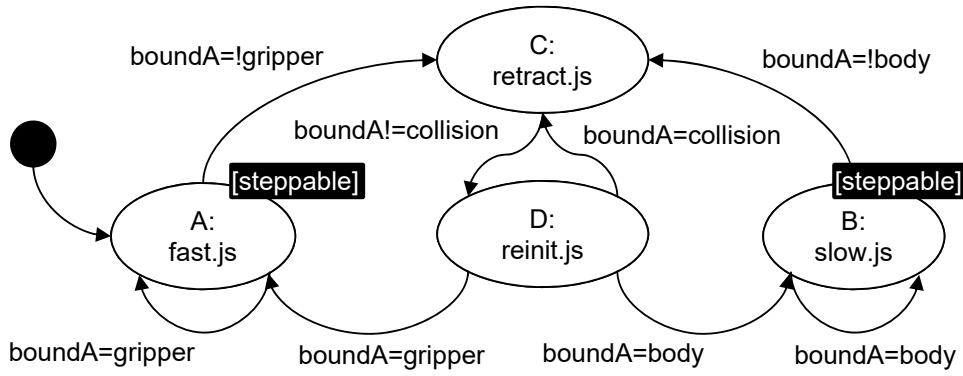 C:
retract.js
boundA=!gripper
boundA=!body
boundA!=collision
boundA=collision
[steppable]
[steppable]
A:
fast.js
D:
reinit.js
B:
slow.js
boundA=gripper
boundA=gripper
boundA=body
boundA=body